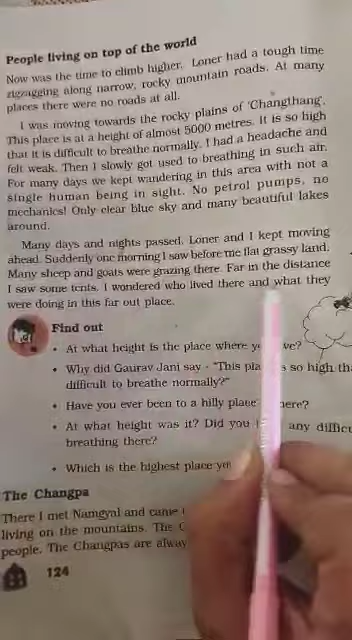 People living on top of the world
Now was the time to climb higher. Loner had a tough time
zigzagging along narrow, rocky mountain roads. At many
places there were no roads at all.
I was moving towards the rocky plains of 'Changthang'.
This place is at a height of almost 5000 metres. It is so high
that it is difficult to breathe normally. I had a headache and
felt weak. Then I slowly got used to breathing in such air.
For many days we kept wandering in this area with not a
single human being in sight. No petrol pumps, no
mechanics! Only clear blue sky and many beautiful lakes
around.
Many days and nights passed. Loner and I kept moving
ahead. Suddenly one morning I saw before me flat grassy land.
Many sheep and goats were grazing there. Far in the distance
I saw some tents. I wondered who lived there and what they
were doing in this far out place.
Find out
• At what height is the place where
• Why did Gaurav Jani say - "This so high
difficult to breathe normally?"
• Have you ever been to a hilly place
• At what height was it? Did you any
breathing there?
• Which is the highest place
The Changpa
There I met Namgyal and came
living on the mountains. The
people. The Changpas are
124